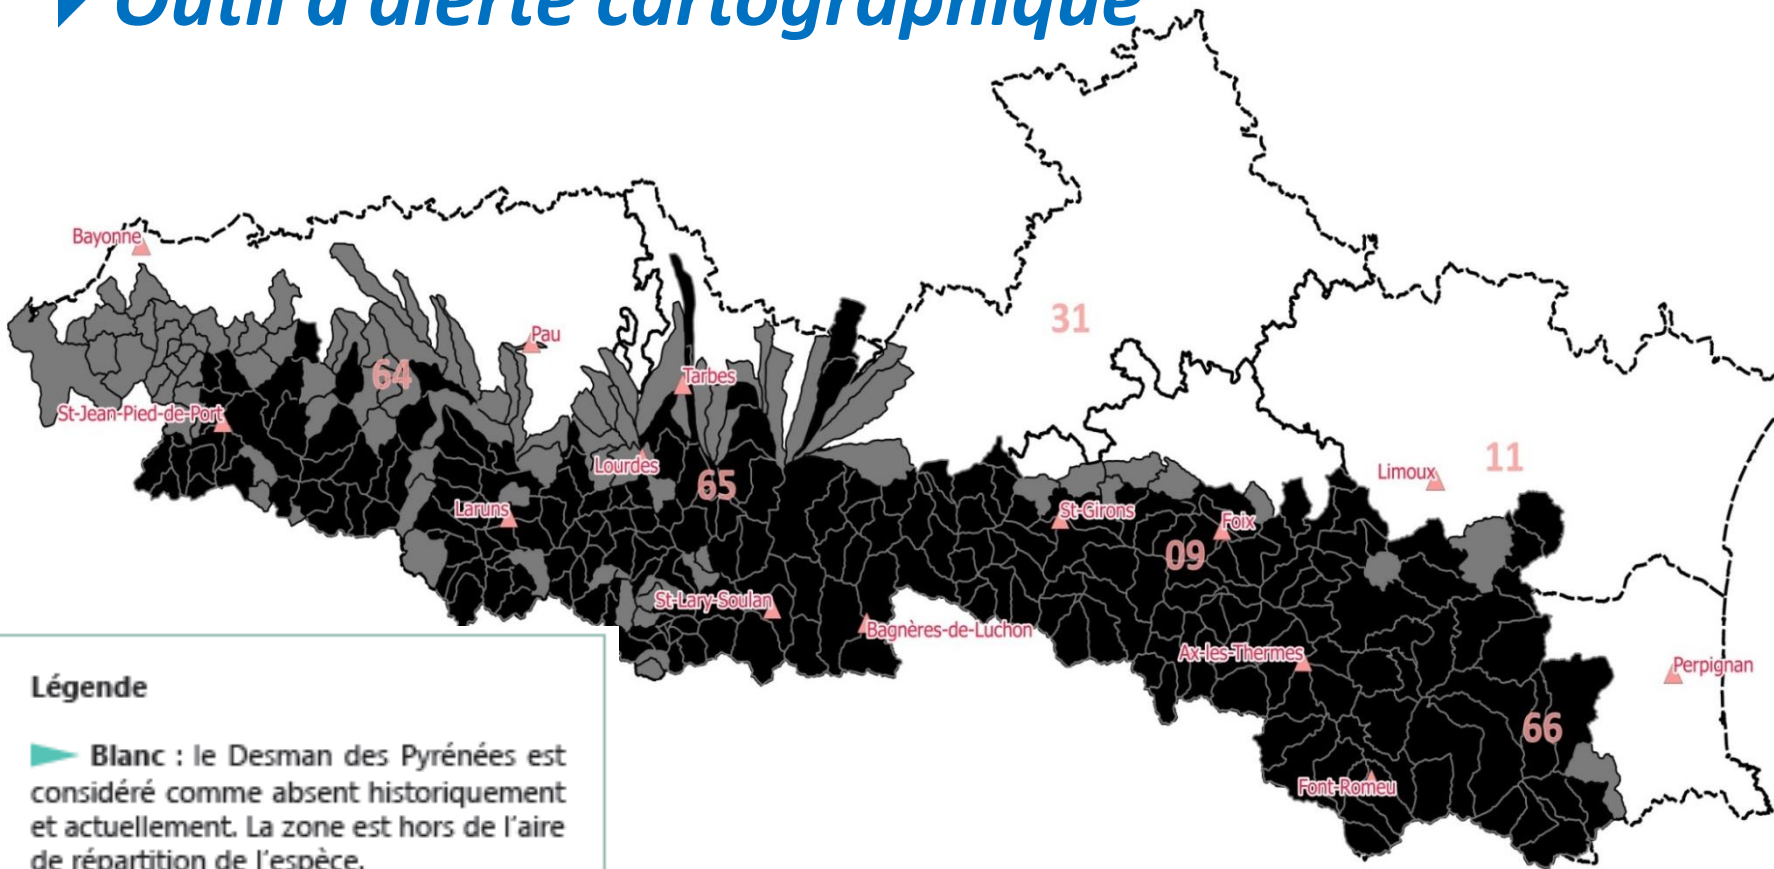 Outil d'alerte cartographique
Bayonne
31
Pau
64
Tarbes
St-Jean-Pied-de-Port
Lourdes
65
Limoux
11
Laruns
St-Girons
Foix
09
St-Lary-Soulan
Bagnères-de-Luchon
Ax-les-Thermes
Perpignan
66
Font-Romeu
Légende
Blanc : le Desman des Pyrénées est
considéré comme absent historiquement
et actuellement. La zone est hors de l'aire
de répartition de l'espèce.